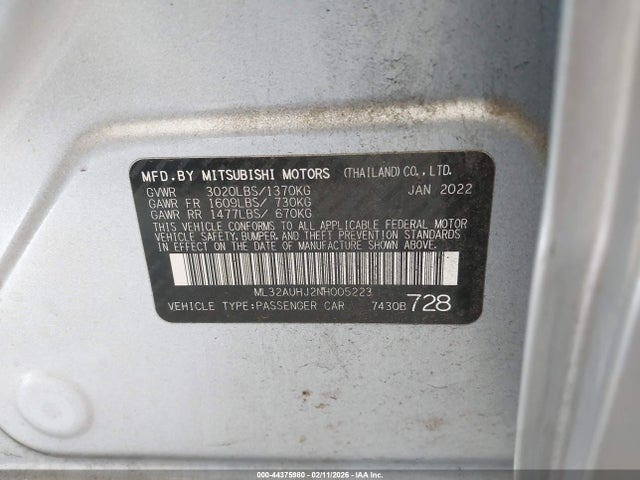 MFD.BY MITSUBISHI MOTORS (THAILAND)CO.,LTD.
GVWR 3020LBS/1370KG JAN 2022
GAWR FR 1609LBS/ 730KG
GAWR RR 1477LBS/ 670KG
THIS VEHICLE CONFORMS TO ALL APPLICABLE FEDERAL MOTOR
VEHICLE SAFETY,BUMPER,AND THEFT PREVENTION STANDARDS
IN EFFECT ON THE DATE OF MANUFACTURE SHOWN ABOVE.
ML32AUHJ2NH005223
VEHICLE TYPE:PASSENGER CAR 7430B 728
000-44375980 - 02/11/2026 - IAA Inc.